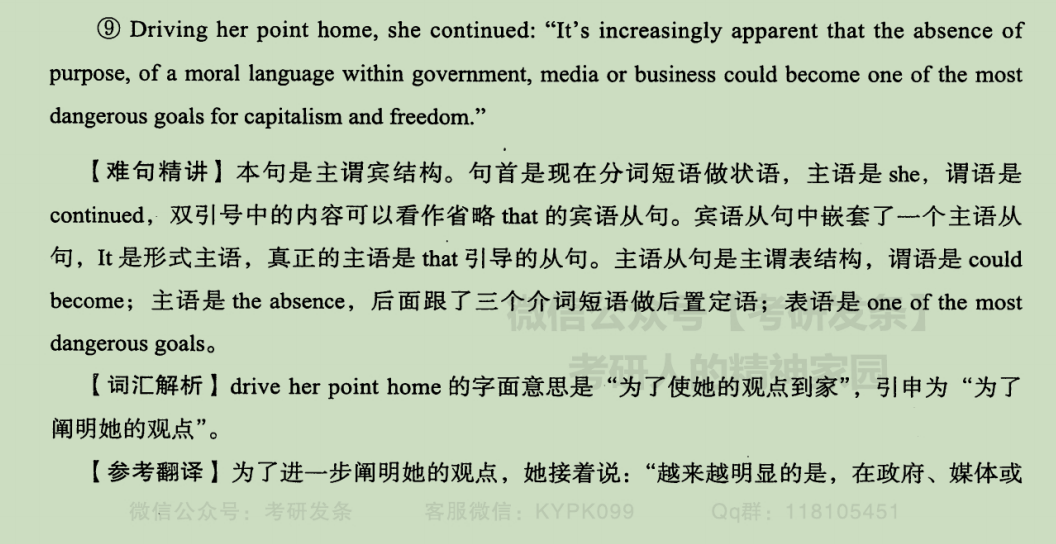 ⑨ Driving her point home, she continued: “It’s increasingly apparent that the absence of
purpose, of a moral language within government, media or business could become one of the most
dangerous goals for capitalism and freedom.”
【难句精讲】本句是主谓宾结构。句首是现在分词短语做状语，主语是 she，谓语是
continued，双引号中的内容可以看作省略 that 的宾语从句。宾语从句中嵌套了一个主语从
句，It 是形式主语，真正的主语是 that 引导的从句。主语从句是主谓表结构，谓语是 could
become；主语是 the absence，后面跟了三个介词短语做后置定语；表语是 one of the most
微信公众号【考研发条】
dangerous goals。
考研人的精神家园
【词汇解析】drive her point home 的字面意思是“为了使她的观点到家”，引申为“为了
阐明她的观点”。
【参考翻译】为了进一步阐明她的观点，她接着说：“越来越明显的是，在政府、媒体或
微信公众号：考研发条 客服微信：KYPK099 Qq群：118105451